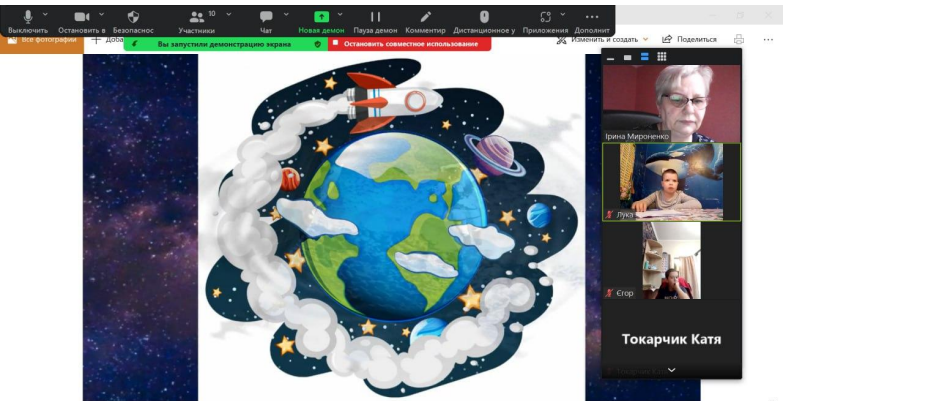 10
Выключить
Остановить в
Безопаснос
Участники
Чат
Новая демон
Пауза демон
Комментир
Дистанционное у
Приложения
Дополнит
Все фотографии
Доба
Вы запустили демонстрацию экрана
Остановить совместное использование
Изменить и создать
Поделиться
Ірина Мироненко
Лука
Єгор
Токарчик Катя